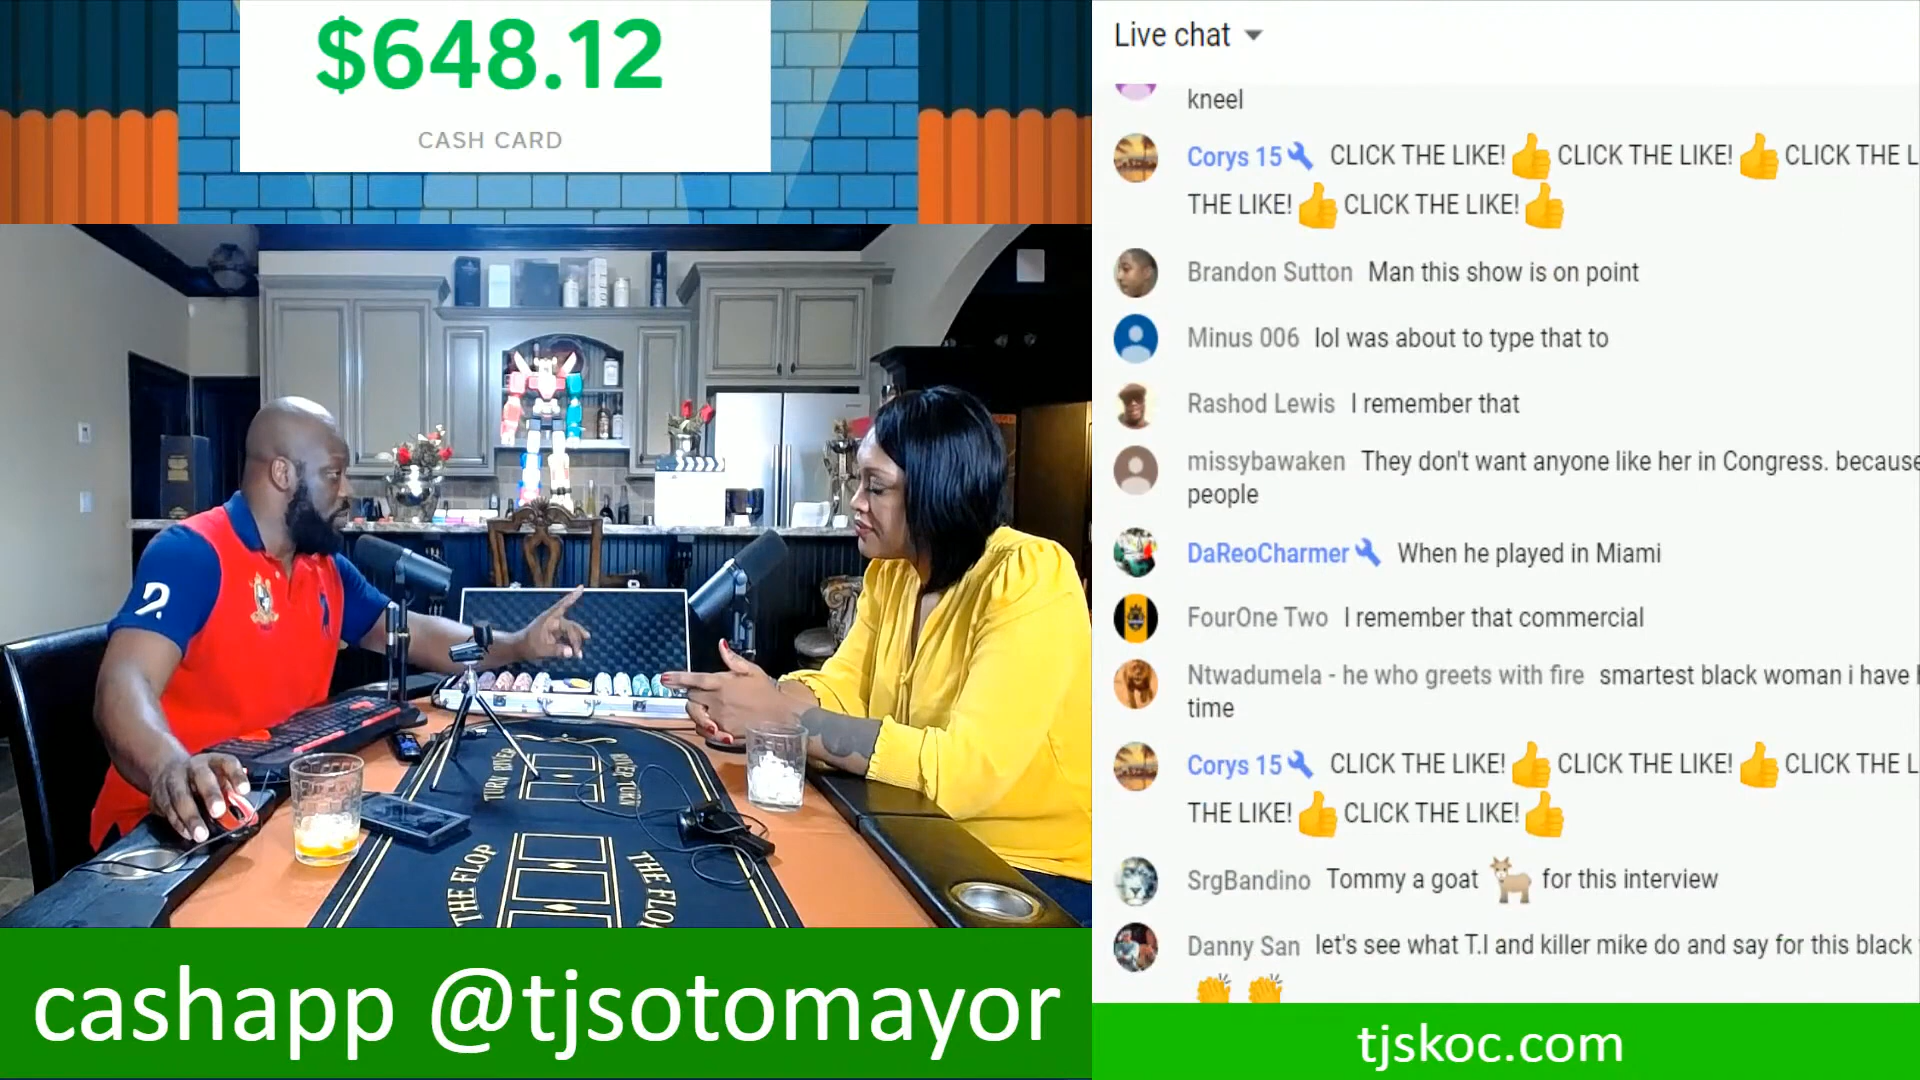 $648.12
CASH CARD
Live chat
kneel
Corys 15 CLICK THE LIKE! 👍 CLICK THE LIKE! 👍 CLICK THE L
THE LIKE! 👍 CLICK THE LIKE! 👍
Brandon Sutton Man this show is on point
Minus 006 lol was about to type that to
Rashod Lewis I remember that
missybawaken They don't want anyone like her in Congress. because
people
DaReoCharmer When he played in Miami
FourOne Two I remember that commercial
Ntwadumela - he who greets with fire smartest black woman i have
time
Corys 15 CLICK THE LIKE! 👍 CLICK THE LIKE! 👍 CLICK THE L
THE LIKE! 👍 CLICK THE LIKE! 👍
SrgBandino Tommy a goat 🐐 for this interview
Danny San let's see what T.I and killer mike do and say for this black
👏 👏
TURN RIVER
RIVER TURN
THE FLOP
THE FLOP
cashapp @tjsotomayor
tjskoc.com